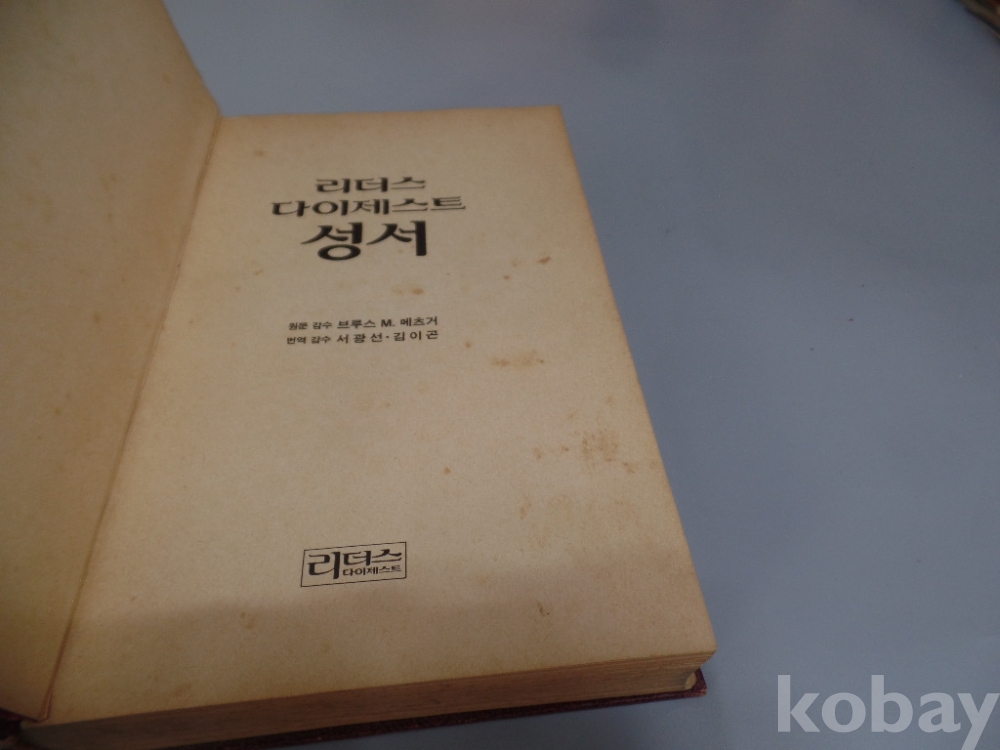 리더스
다이제스트
성서
원문 감수 브루스 M. 메츠거
번역 감수 서광선·김이곤
리더스
다이제스트
kobay